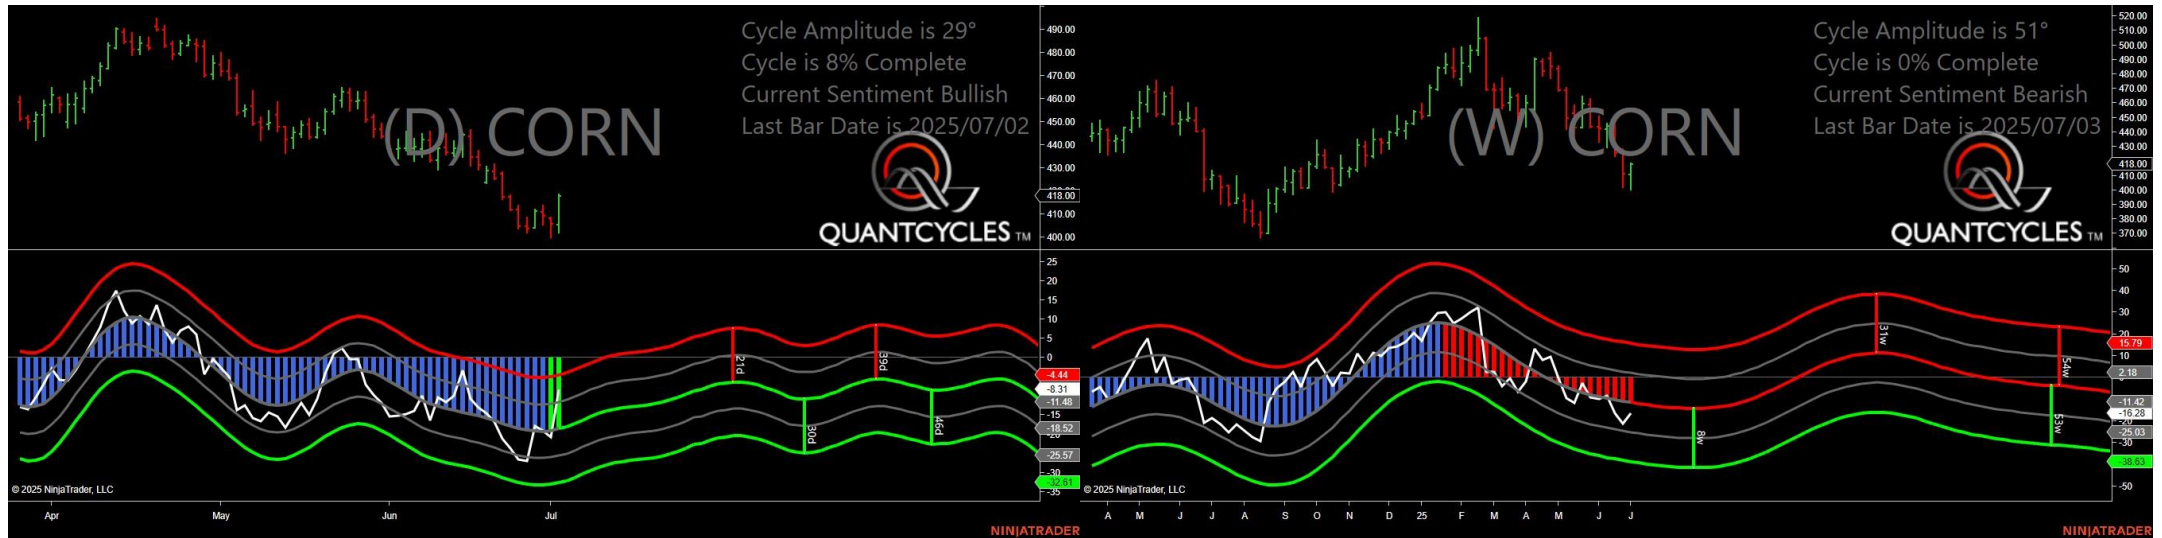 Cycle Amplitude is 29°
Cycle is 8% Complete
Current Sentiment Bullish
Last Bar Date is 2025/07/02
(D) CORN
QUANTCYCLES TM
490.00
480.00
470.00
460.00
450.00
440.00
430.00
418.00
410.00
400.00
25
20
15
10
5
0
-4.44
-8.31
-11.48
-15
-18.52
-25.57
-30
-32.61
-35
21d
30d
39d
46d
© 2025 NinjaTrader, LLC
Apr May Jun Jul
NINJATRADER
Cycle Amplitude is 51°
Cycle is 0% Complete
Current Sentiment Bearish
Last Bar Date is 2025/07/03
(W) CORN
QUANTCYCLES TM
520.00
510.00
500.00
490.00
480.00
470.00
460.00
450.00
440.00
430.00
418.00
410.00
400.00
390.00
380.00
370.00
50
40
30
20
15.79
10
2.18
-11.42
-16.28
-25.03
-30
-38.63
-50
8w
31w
53w
54w
© 2025 NinjaTrader, LLC
A M J J A S O N D 25 F M A M J J
NINJATRADER